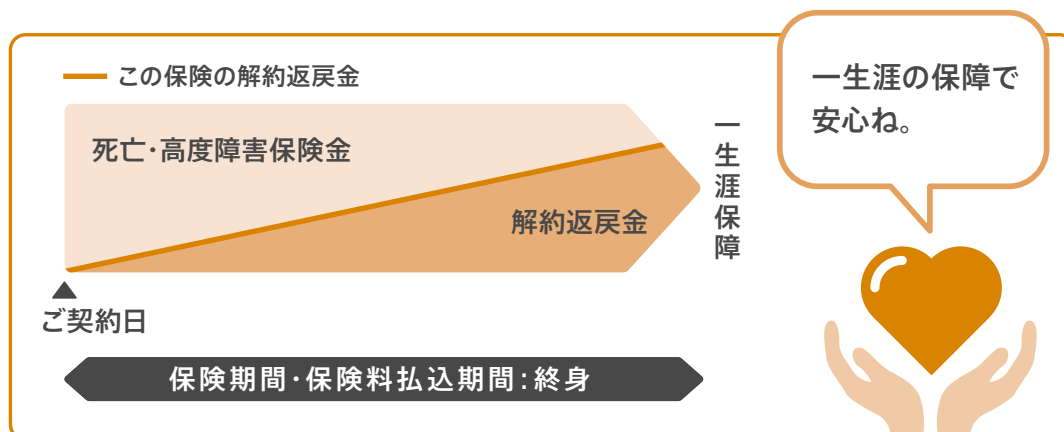 この保険の解約返戻金
死亡・高度障害保険金
解約返戻金
一生涯保障
ご契約日
保険期間・保険料払込期間：終身
一生涯の保障で
安心ね。